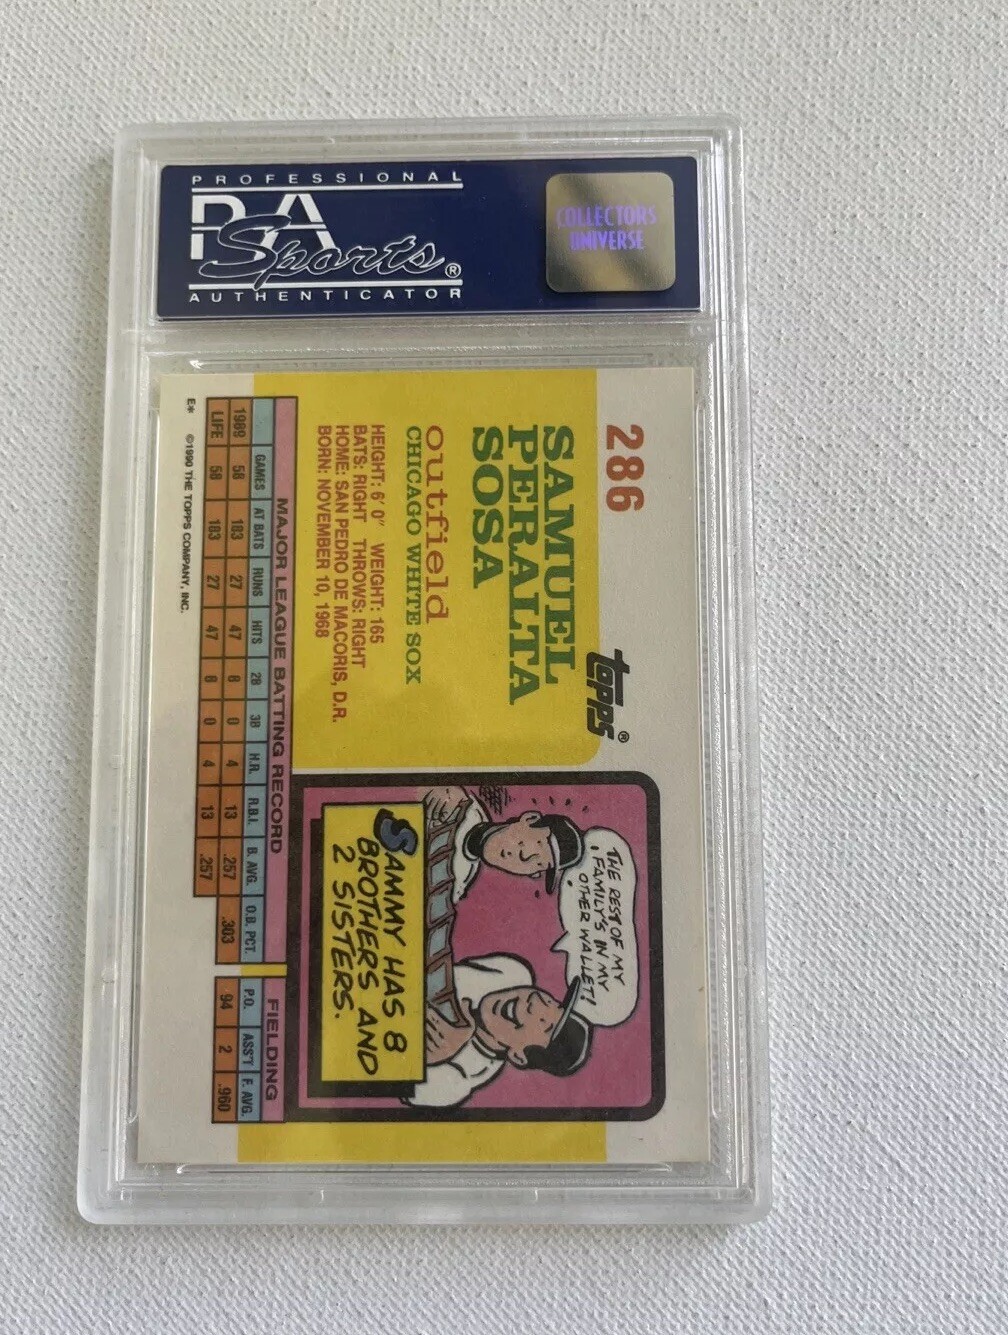 PROFESSIONAL
PSA
Sports®
AUTHENTICATOR
COLLECTORS
UNIVERSE
286
topps®
SAMUEL
PERALTA
SOSA
outfield
CHICAGO WHITE SOX
HEIGHT: 6' 0" WEIGHT: 165
BATS: RIGHT THROWS: RIGHT
HOME: SAN PEDRO DE MACORIS, D.R.
BORN: NOVEMBER 10, 1968
THE REST OF MY
FAMILY'S IN MY
OTHER WALLET!
SAMMY HAS 8
BROTHERS AND
2 SISTERS.
MAJOR LEAGUE BATTING RECORD FIELDING
GAMES AT BATS RUNS HITS 2B 3B H.R. R.B.I. B. AVG. O.B. PCT. P.O. ASS'T F. AVG.
1989 58 183 27 47 8 0 4 13 .257 .303 94 2 .960
LIFE 58 183 27 47 8 0 4 13 .257
E* ©1990 THE TOPPS COMPANY, INC.